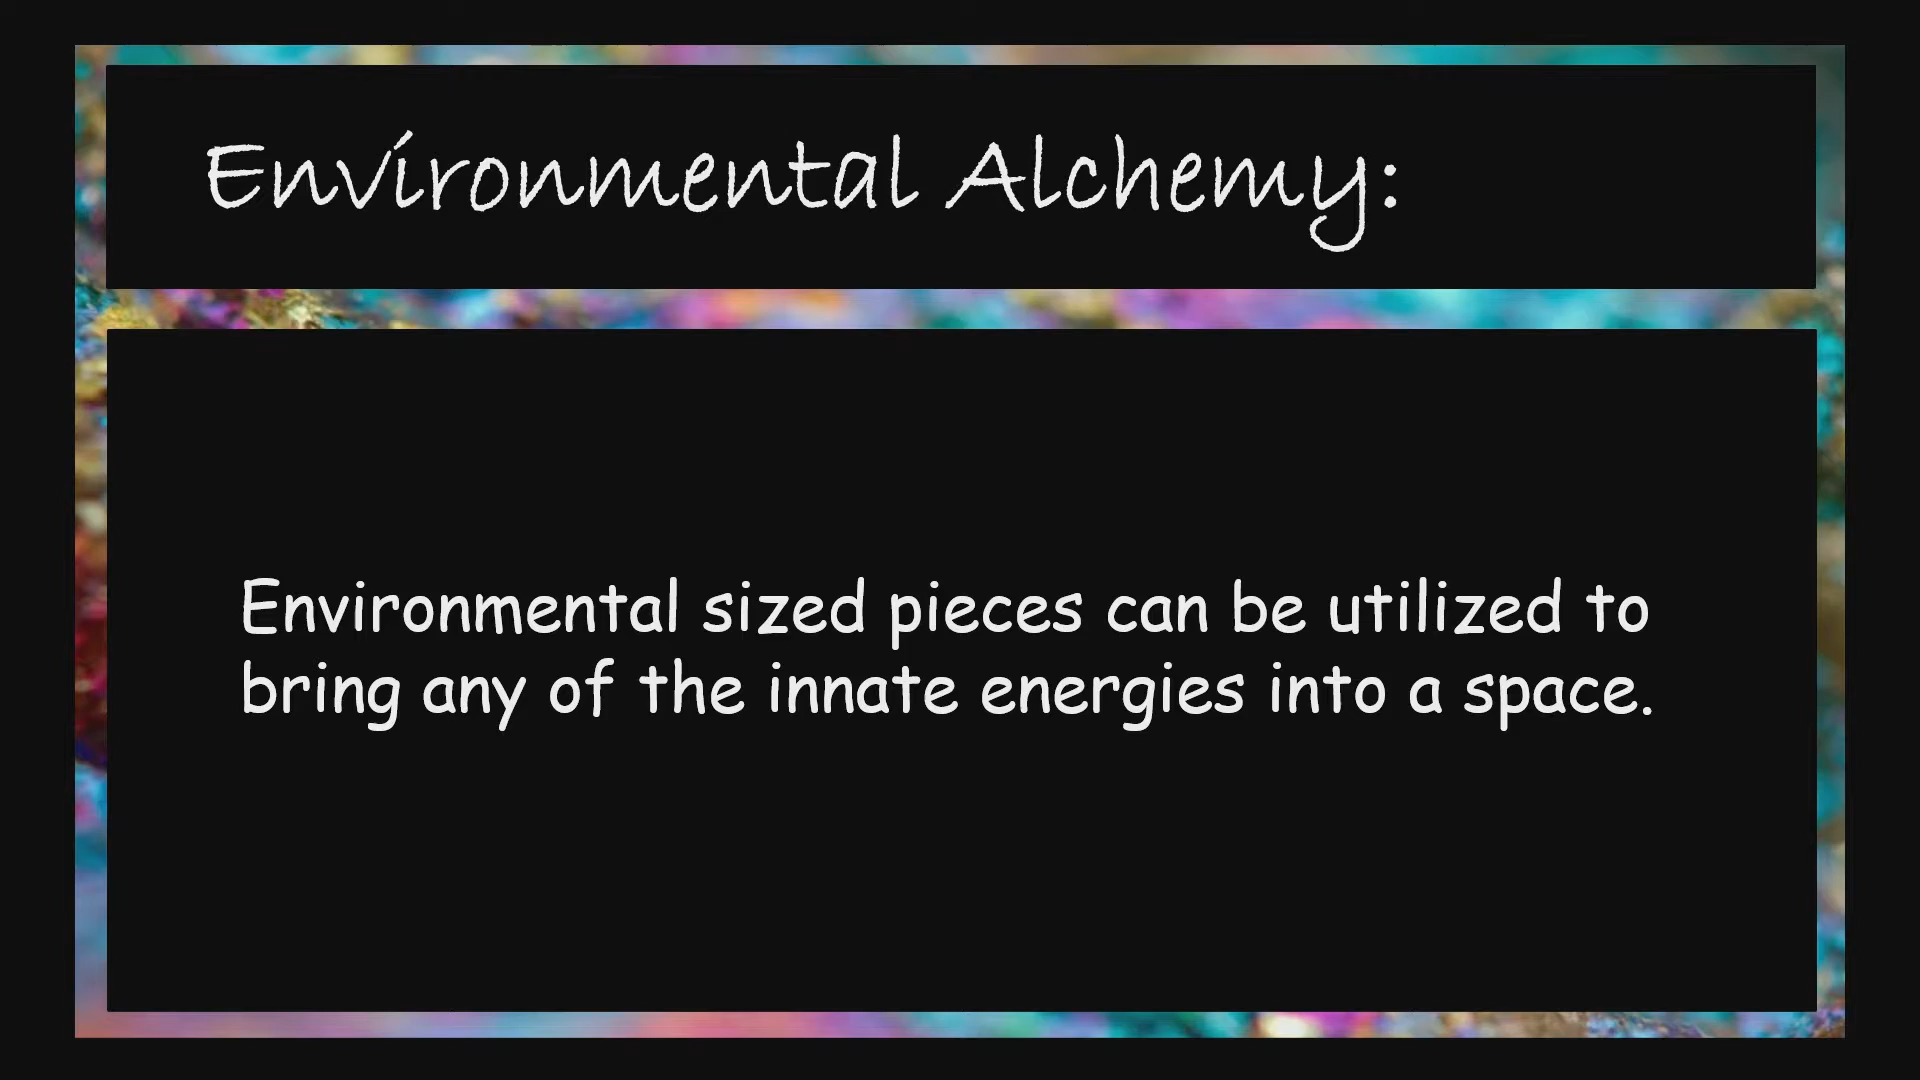 Environmental Alchemy:
Environmental sized pieces can be utilized to
bring any of the innate energies into a space.